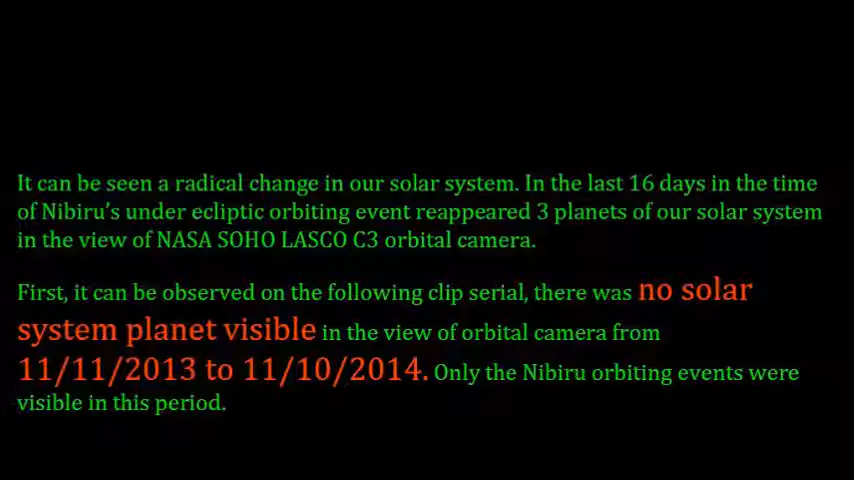 It can be seen a radical change in our solar system. In the last 16 days in the time
of Nibiru’s under ecliptic orbiting event reappeared 3 planets of our solar system
in the view of NASA SOHO LASCO C3 orbital camera.
First, it can be observed on the following clip serial, there was no solar
system planet visible in the view of orbital camera from
11/11/2013 to 11/10/2014. Only the Nibiru orbiting events were
visible in this period.